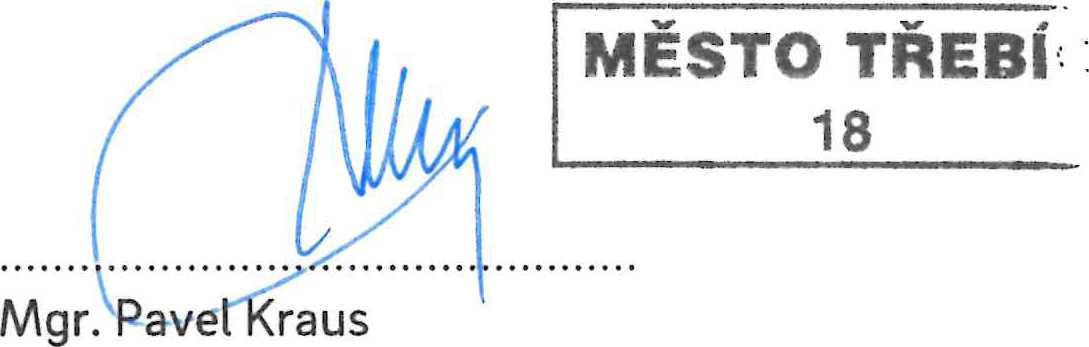 MĚSTO TŘEBÍ
18
Mgr. Pavel Kraus